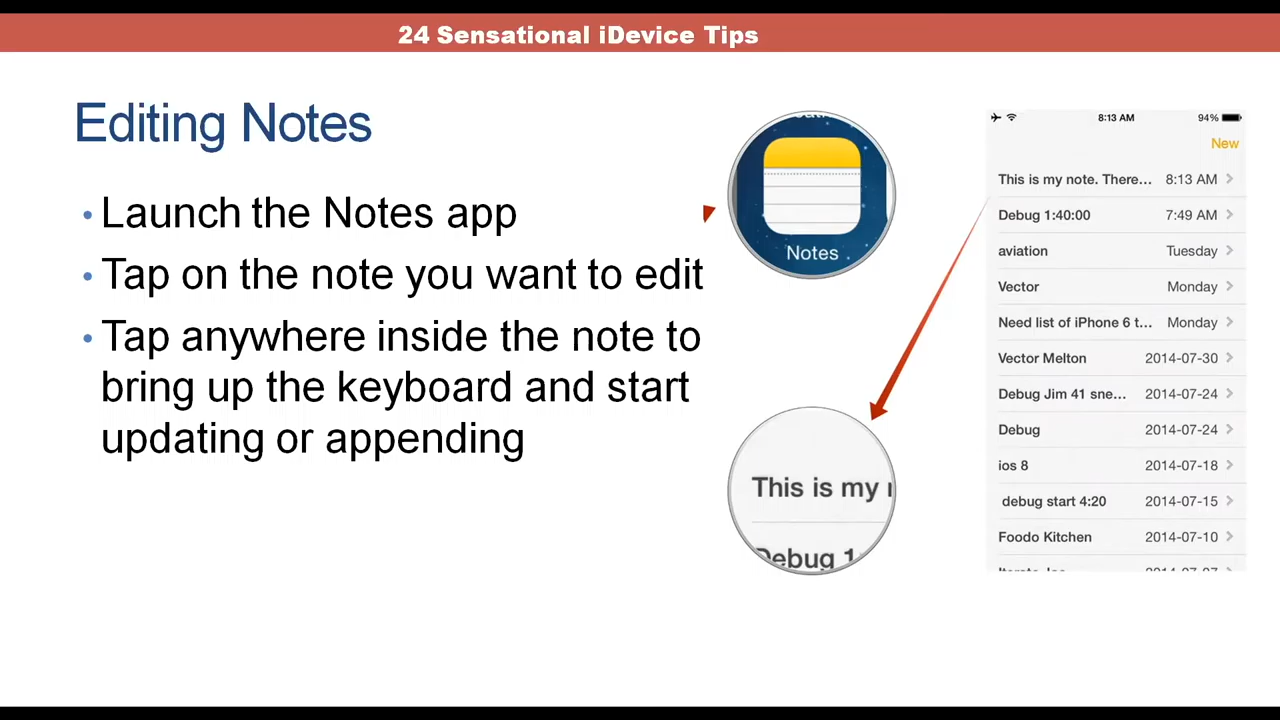 24 Sensational iDevice Tips
Editing Notes
• Launch the Notes app
• Tap on the note you want to edit
• Tap anywhere inside the note to
bring up the keyboard and start
updating or appending
Notes
This is my
Debug 1
8:13 AM 94%
New
This is my note. There... 8:13 AM
Debug 1:40:00 7:49 AM
aviation Tuesday
Vector Monday
Need list of iPhone 6 t... Monday
Vector Melton 2014-07-30
Debug Jim 41 sne... 2014-07-24
Debug 2014-07-24
ios 8 2014-07-18
debug start 4:20 2014-07-15
Foodo Kitchen 2014-07-10